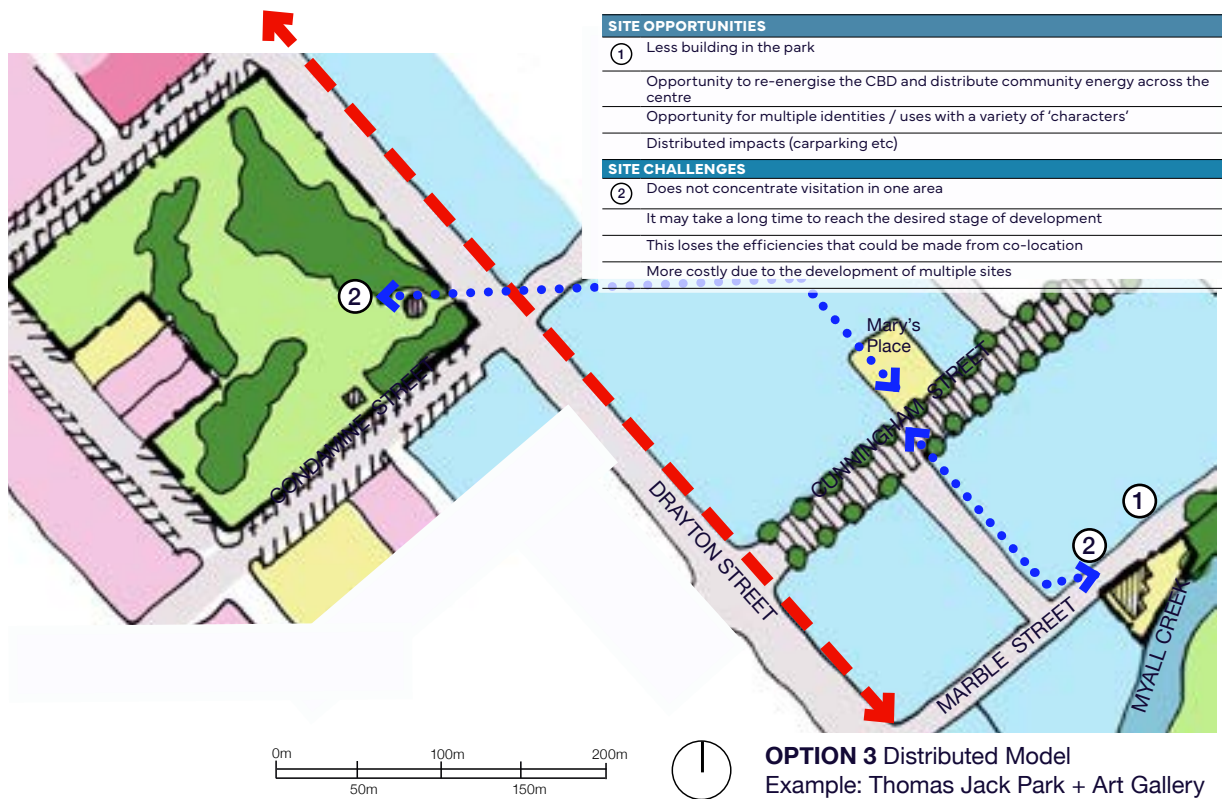 SITE OPPORTUNITIES
1 Less building in the park
Opportunity to re-energise the CBD and distribute community energy across the
centre
Opportunity for multiple identities / uses with a variety of ‘characters’
Distributed impacts (carparking etc)
SITE CHALLENGES
2 Does not concentrate visitation in one area
It may take a long time to reach the desired stage of development
This loses the efficiencies that could be made from co-location
More costly due to the development of multiple sites
2
Mary's
Place
CONDAMINE STREET
CUNNINGHAM STREET
DRAYTON STREET
1
2
MARBLE STREET
MYALL CREEK
0m 100m 200m
50m 150m
OPTION 3 Distributed Model
Example: Thomas Jack Park + Art Gallery